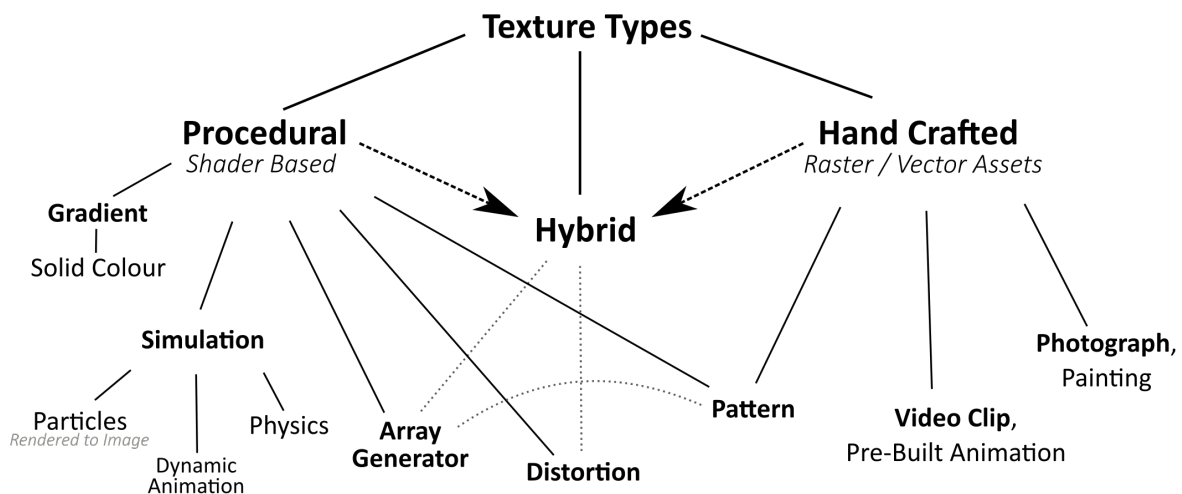 Texture Types
Procedural
Shader Based
Hand Crafted
Raster / Vector Assets
Gradient
Solid Colour
Hybrid
Simulation
Particles
Rendered to Image
Dynamic
Animation
Physics
Array
Generator
Distortion
Pattern
Video Clip,
Pre-Built Animation
Photograph,
Painting